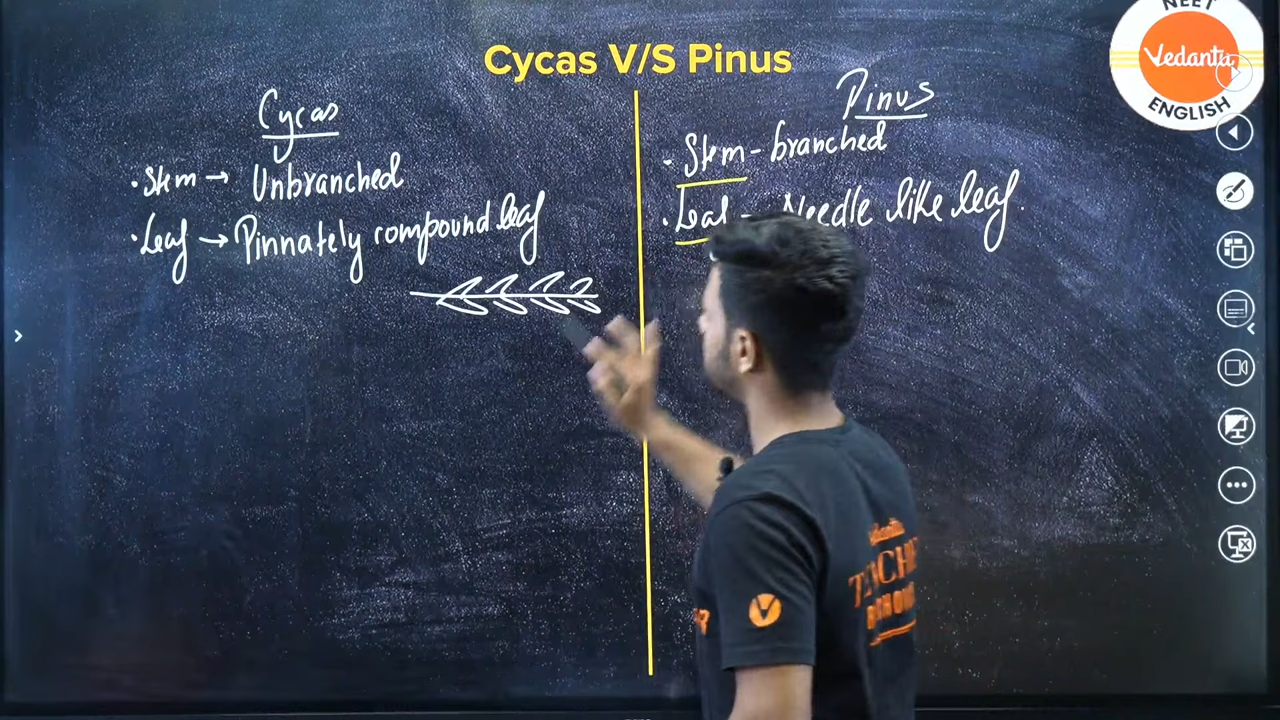 Cycas V/S Pinus
NEET
Vedantu
ENGLISH
Cycas
• Stem → Unbranched
• Leaf → Pinnately compound leaf
Pinus
- Stem - branched
• Leaf - Needle like leaf.
Vedantu